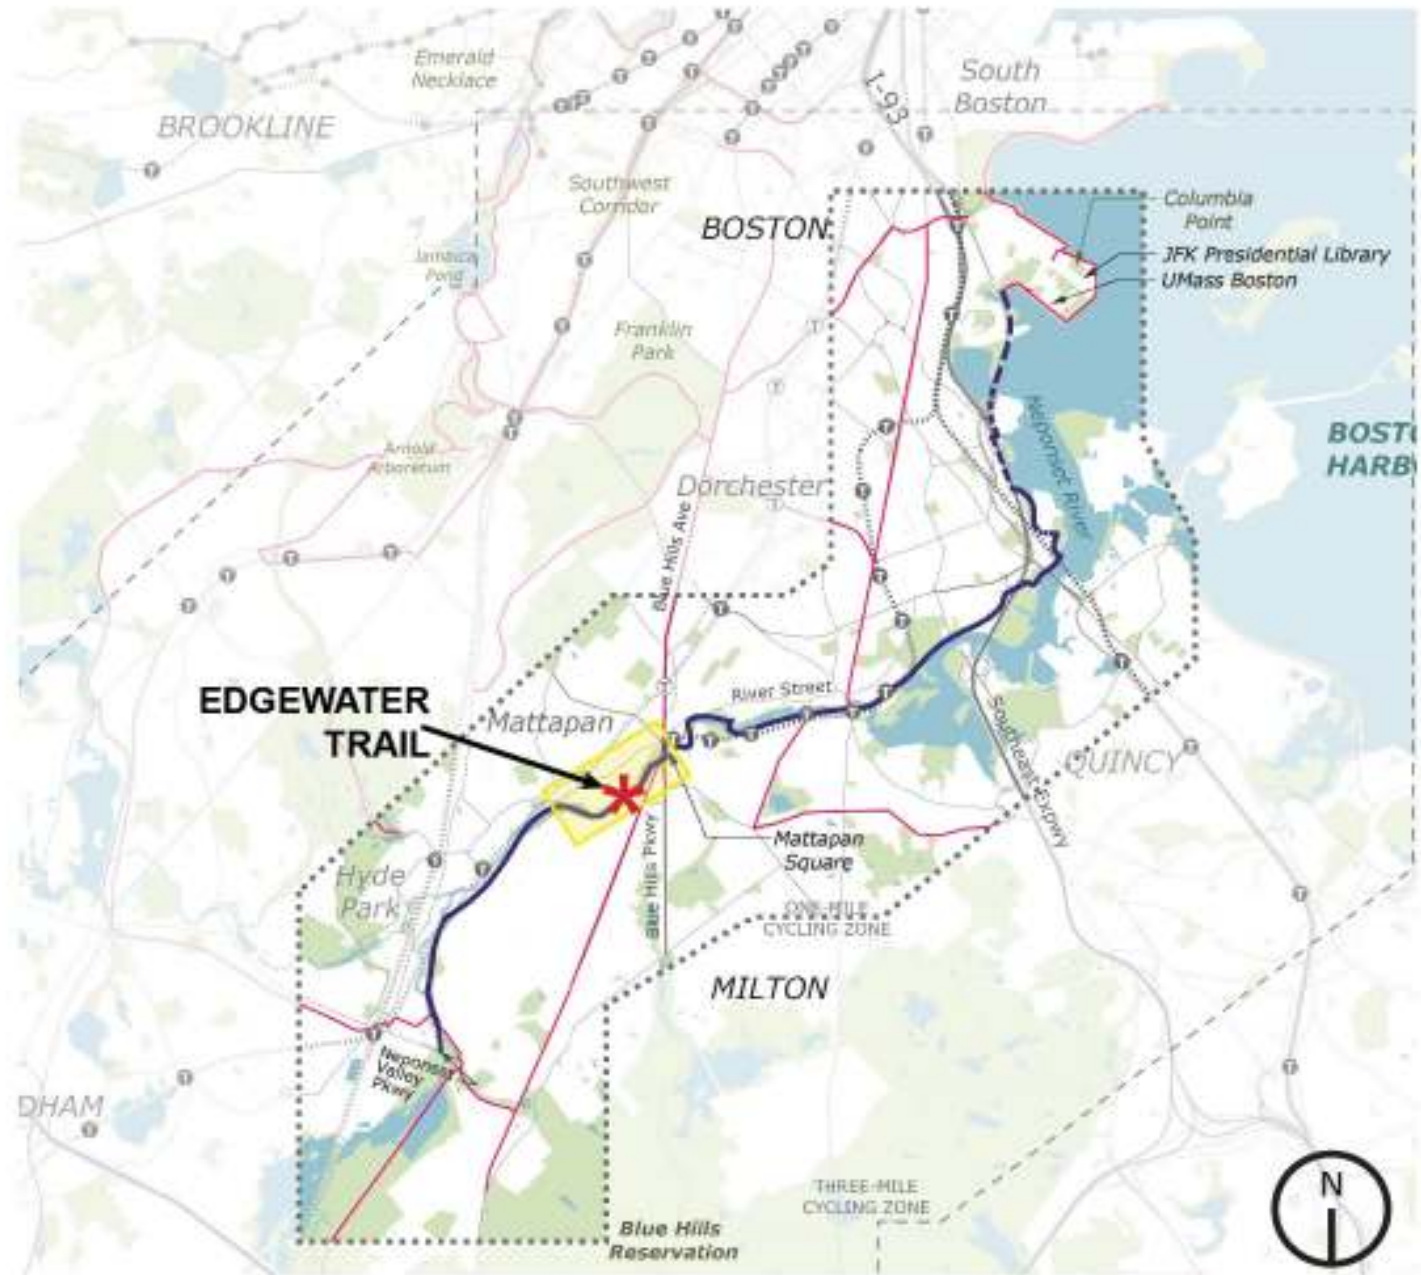 Emerald
Necklace
South
Boston
I-93
BROOKLINE
Southwest
Corridor
Columbia
Point
BOSTON
JFK Presidential Library
UMass Boston
Jamaica
Pond
Franklin
Park
Neponset River
BOST
HARB
Arnold
Arboretum
Dorchester
Blue Hills Ave
EDGEWATER
TRAIL
Mattapan
River Street
Southeast Expwy
QUINCY
Mattapan
Square
Blue Hills Pkwy
Hyde
Park
ONE-MILE
CYCLING ZONE
MILTON
Neponset
Valley
Pkwy
DHAM
THREE-MILE
CYCLING ZONE
Blue Hills
Reservation
N